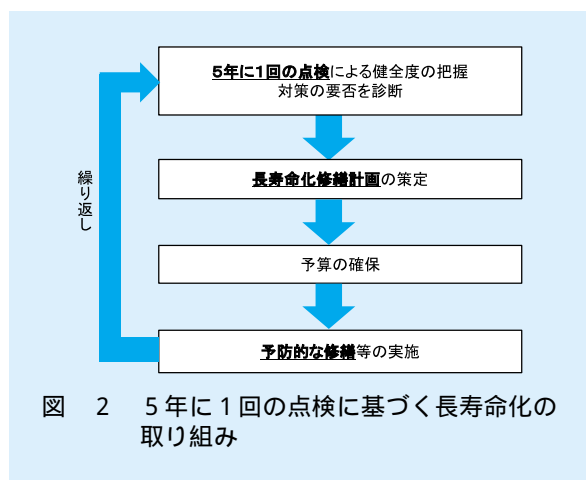 5年に1回の点検による健全度の把握
対策の要否を診断
長寿命化修繕計画の策定
繰り返し
予算の確保
予防的な修繕等の実施
図 2 5年に1回の点検に基づく長寿命化の
取り組み